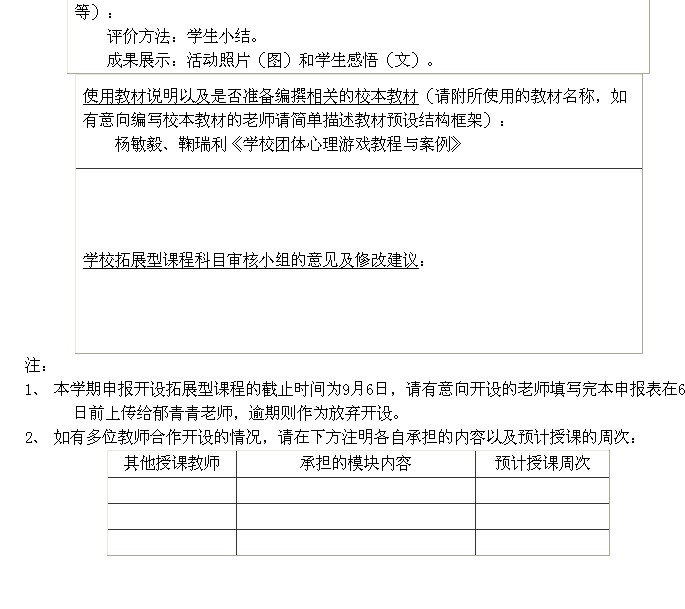 等）：
评价方法：学生小结。
成果展示：活动照片（图）和学生感悟（文）。
使用教材说明以及是否准备编撰相关的校本教材（请附所使用的教材名称，如
有意向编写校本教材的老师请简单描述教材预设结构框架）：
杨敏毅、鞠瑞利《学校团体心理游戏教程与案例》
学校拓展型课程科目审核小组的意见及修改建议：
注：
1、 本学期申报开设拓展型课程的截止时间为9月6日，请有意向开设的老师填写完本申报表在6
日前上传给郁青青老师，逾期则作为放弃开设。
2、 如有多位教师合作开设的情况，请在下方注明各自承担的内容以及预计授课的周次：
其他授课教师 承担的模块内容 预计授课周次